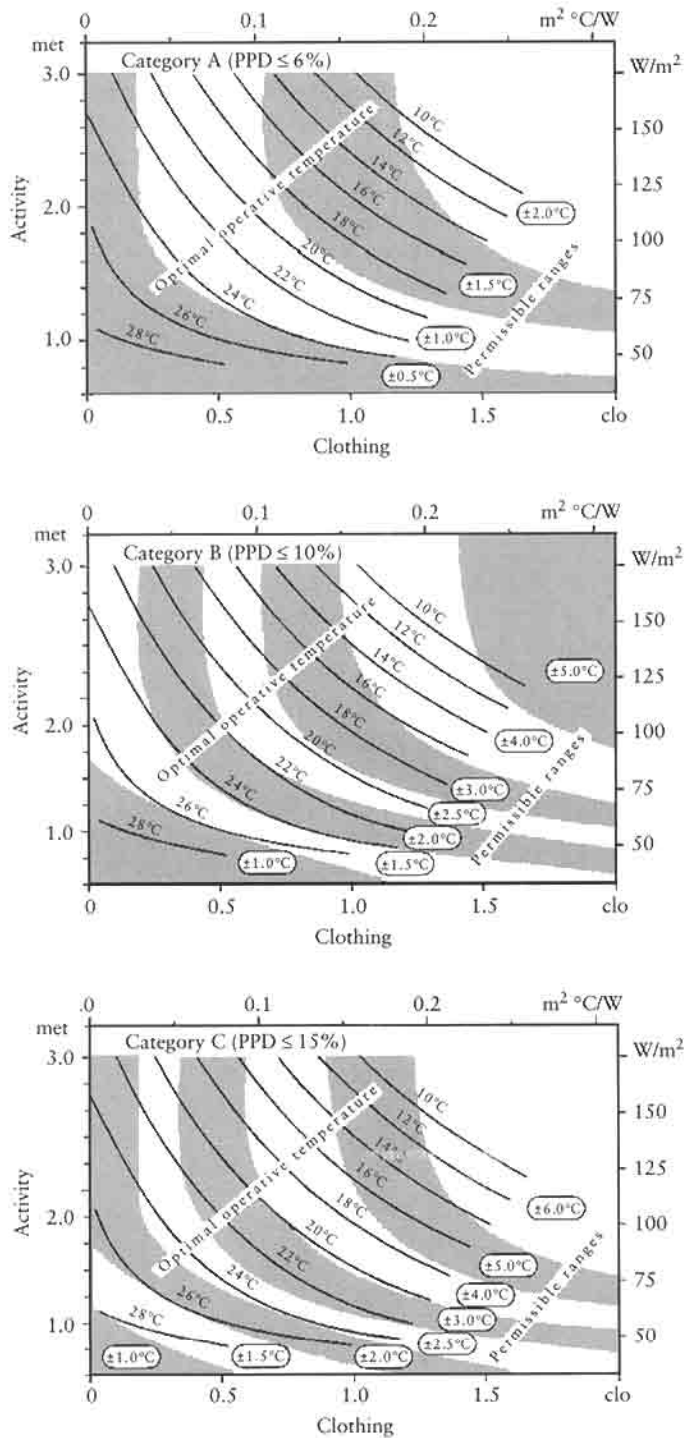 0 0.1 0.2 m² °C/W
met
Category A (PPD ≤ 6%)
W/m²
3.0
2.0
1.0
Activity
150
125
100
75
50
Optimal operative temperature
Permissible ranges
10°C
12°C
14°C
16°C
18°C
20°C
22°C
24°C
26°C
28°C
±2.0°C
±1.5°C
±1.0°C
±0.5°C
0 0.5 1.0 1.5 clo
Clothing
0 0.1 0.2 m² °C/W
met
Category B (PPD ≤ 10%)
W/m²
3.0
2.0
1.0
Activity
150
125
100
75
50
Optimal operative temperature
Permissible ranges
10°C
12°C
14°C
16°C
18°C
20°C
22°C
24°C
26°C
28°C
±5.0°C
±4.0°C
±3.0°C
±2.5°C
±2.0°C
±1.5°C
±1.0°C
0 0.5 1.0 1.5 clo
Clothing
.0 0.1 0.2 m² °C/W
met
Category C (PPD ≤ 15%)
W/m²
3.0
2.0
1.0
Activity
150
125
100
75
50
Optimal operative temperature
Permissible ranges
10°C
12°C
14°C
16°C
18°C
20°C
22°C
24°C
26°C
28°C
±6.0°C
±5.0°C
±4.0°C
±3.0°C
±2.5°C
±2.0°C
±1.5°C
±1.0°C
0 0.5 1.0 1.5 clo
Clothing